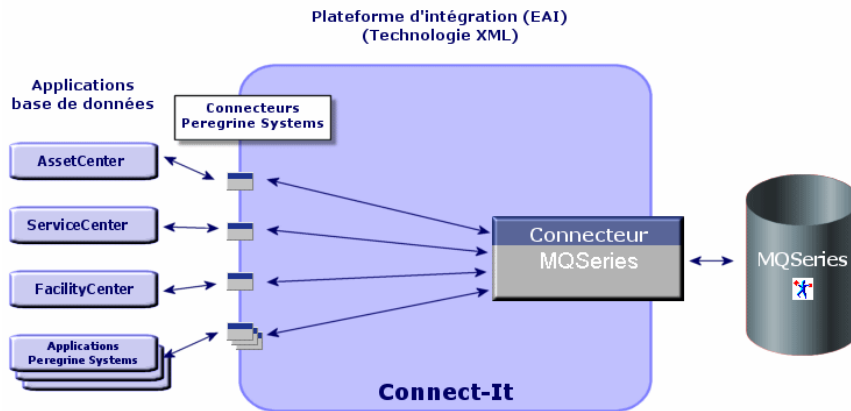 Plateforme d'intégration (EAI)
(Technologie XML)
Applications
base de données
Connecteurs
Peregrine Systems
AssetCenter
ServiceCenter
FacilityCenter
Applications
Peregrine Systems
Connecteur
MQSeries
MQSeries
Connect-It